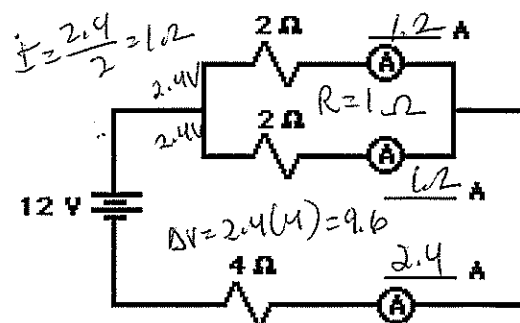 I = 2.4/2 = 1.2
2 Ω
1.2 A
2.4V
2.4V
R = 1 Ω
2 Ω
1.2 A
12 V
ΔV = 2.4(4) = 9.6
4 Ω
2.4 A
A
A
A